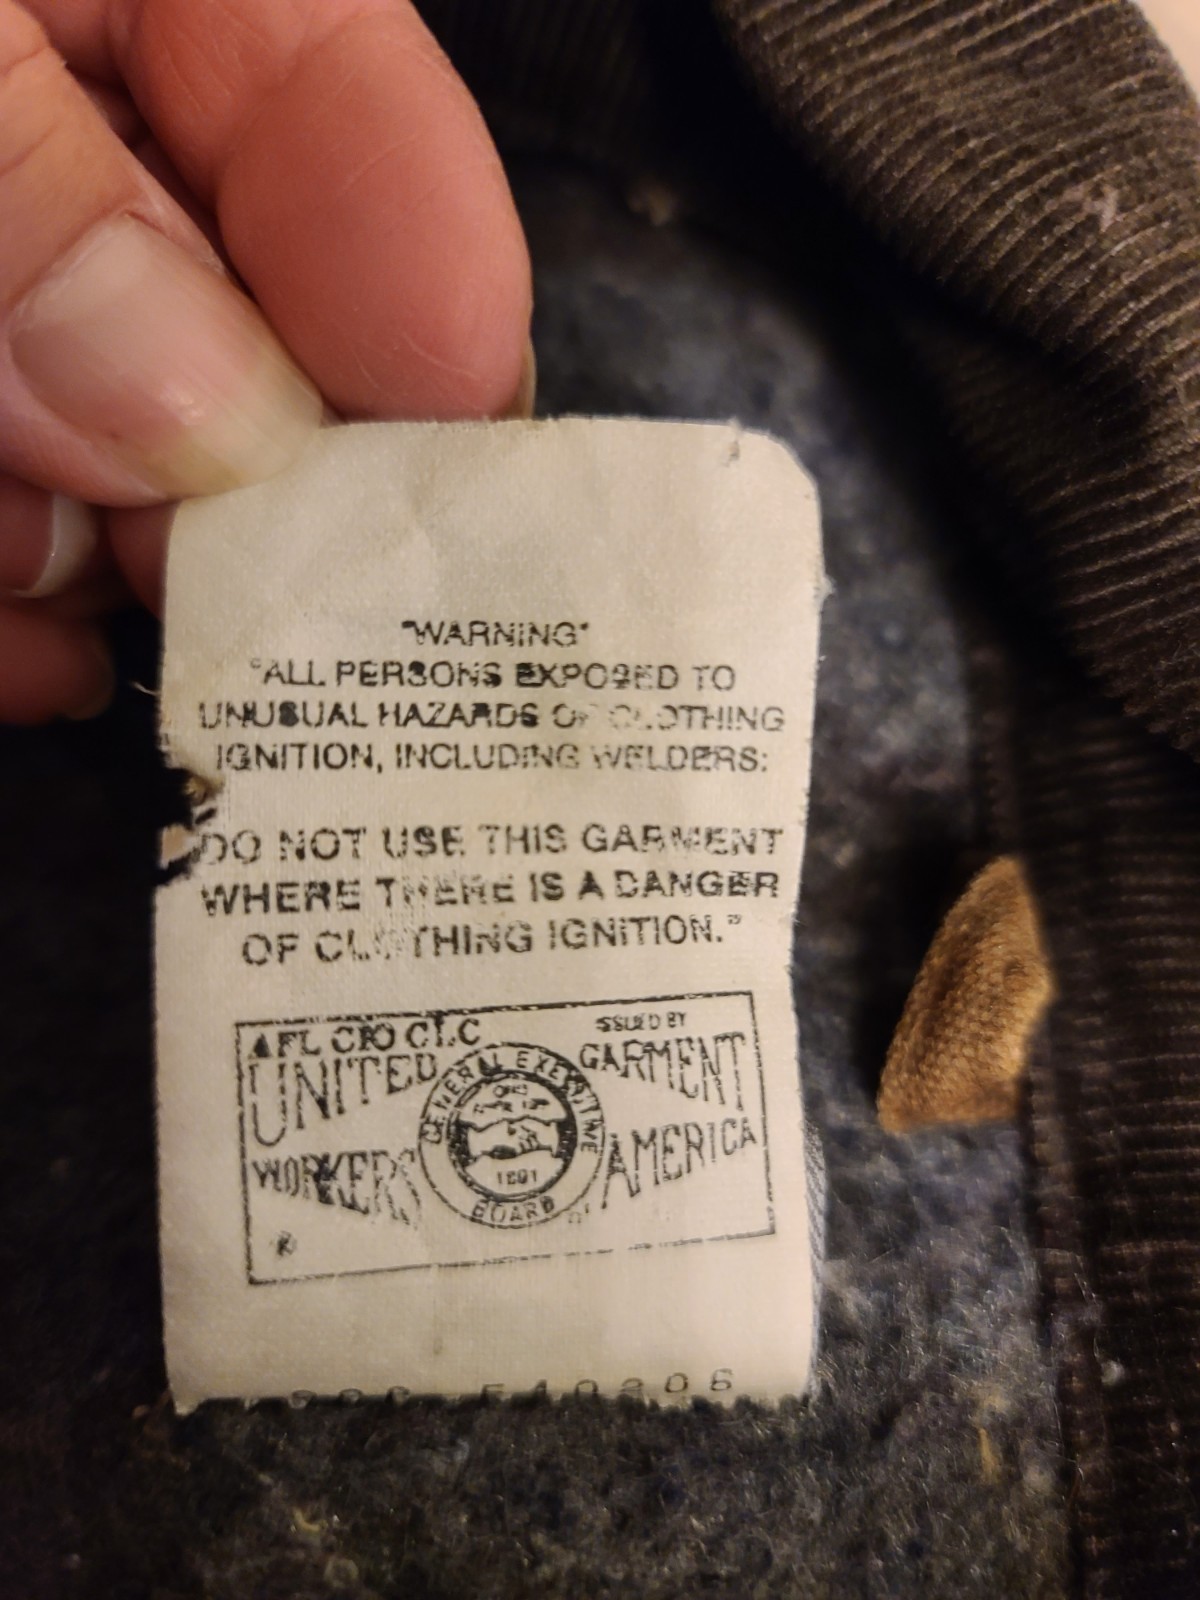 "WARNING"
"ALL PERSONS EXPOSED TO
UNUSUAL HAZARDS OF CLOTHING
IGNITION, INCLUDING WELDERS:
DO NOT USE THIS GARMENT
WHERE THERE IS A DANGER
OF CLOTHING IGNITION."
AFL CIO CLC
ISSUED BY
UNITED
GARMENT
WORKERS
OF AMERICA
GENERAL EXECUTIVE
BOARD
1891
®